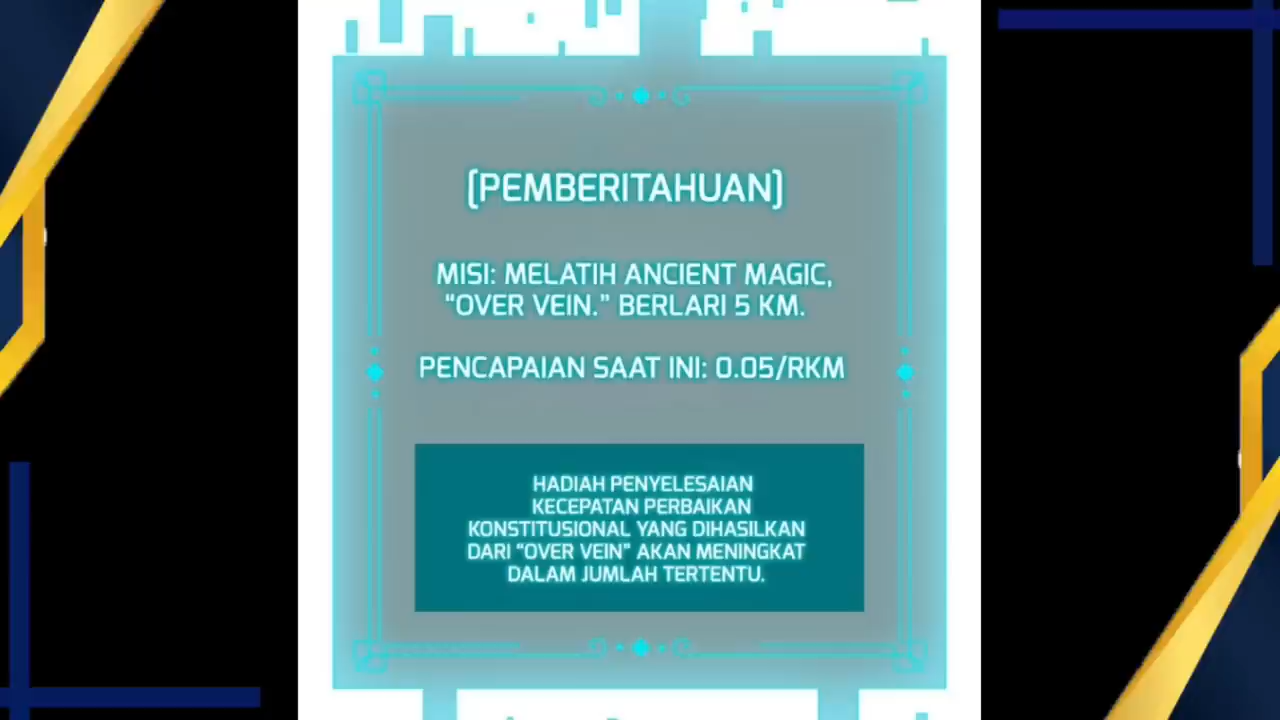 [PEMBERITAHUAN]
MISI: MELATIH ANCIENT MAGIC,
“OVER VEIN.” BERLARI 5 KM.
PENCAPAIAN SAAT INI: 0.05/RKM
HADIAH PENYELESAIAN
KECEPATAN PERBAIKAN
KONSTITUSIONAL YANG DIHASILKAN
DARI “OVER VEIN” AKAN MENINGKAT
DALAM JUMLAH TERTENTU.